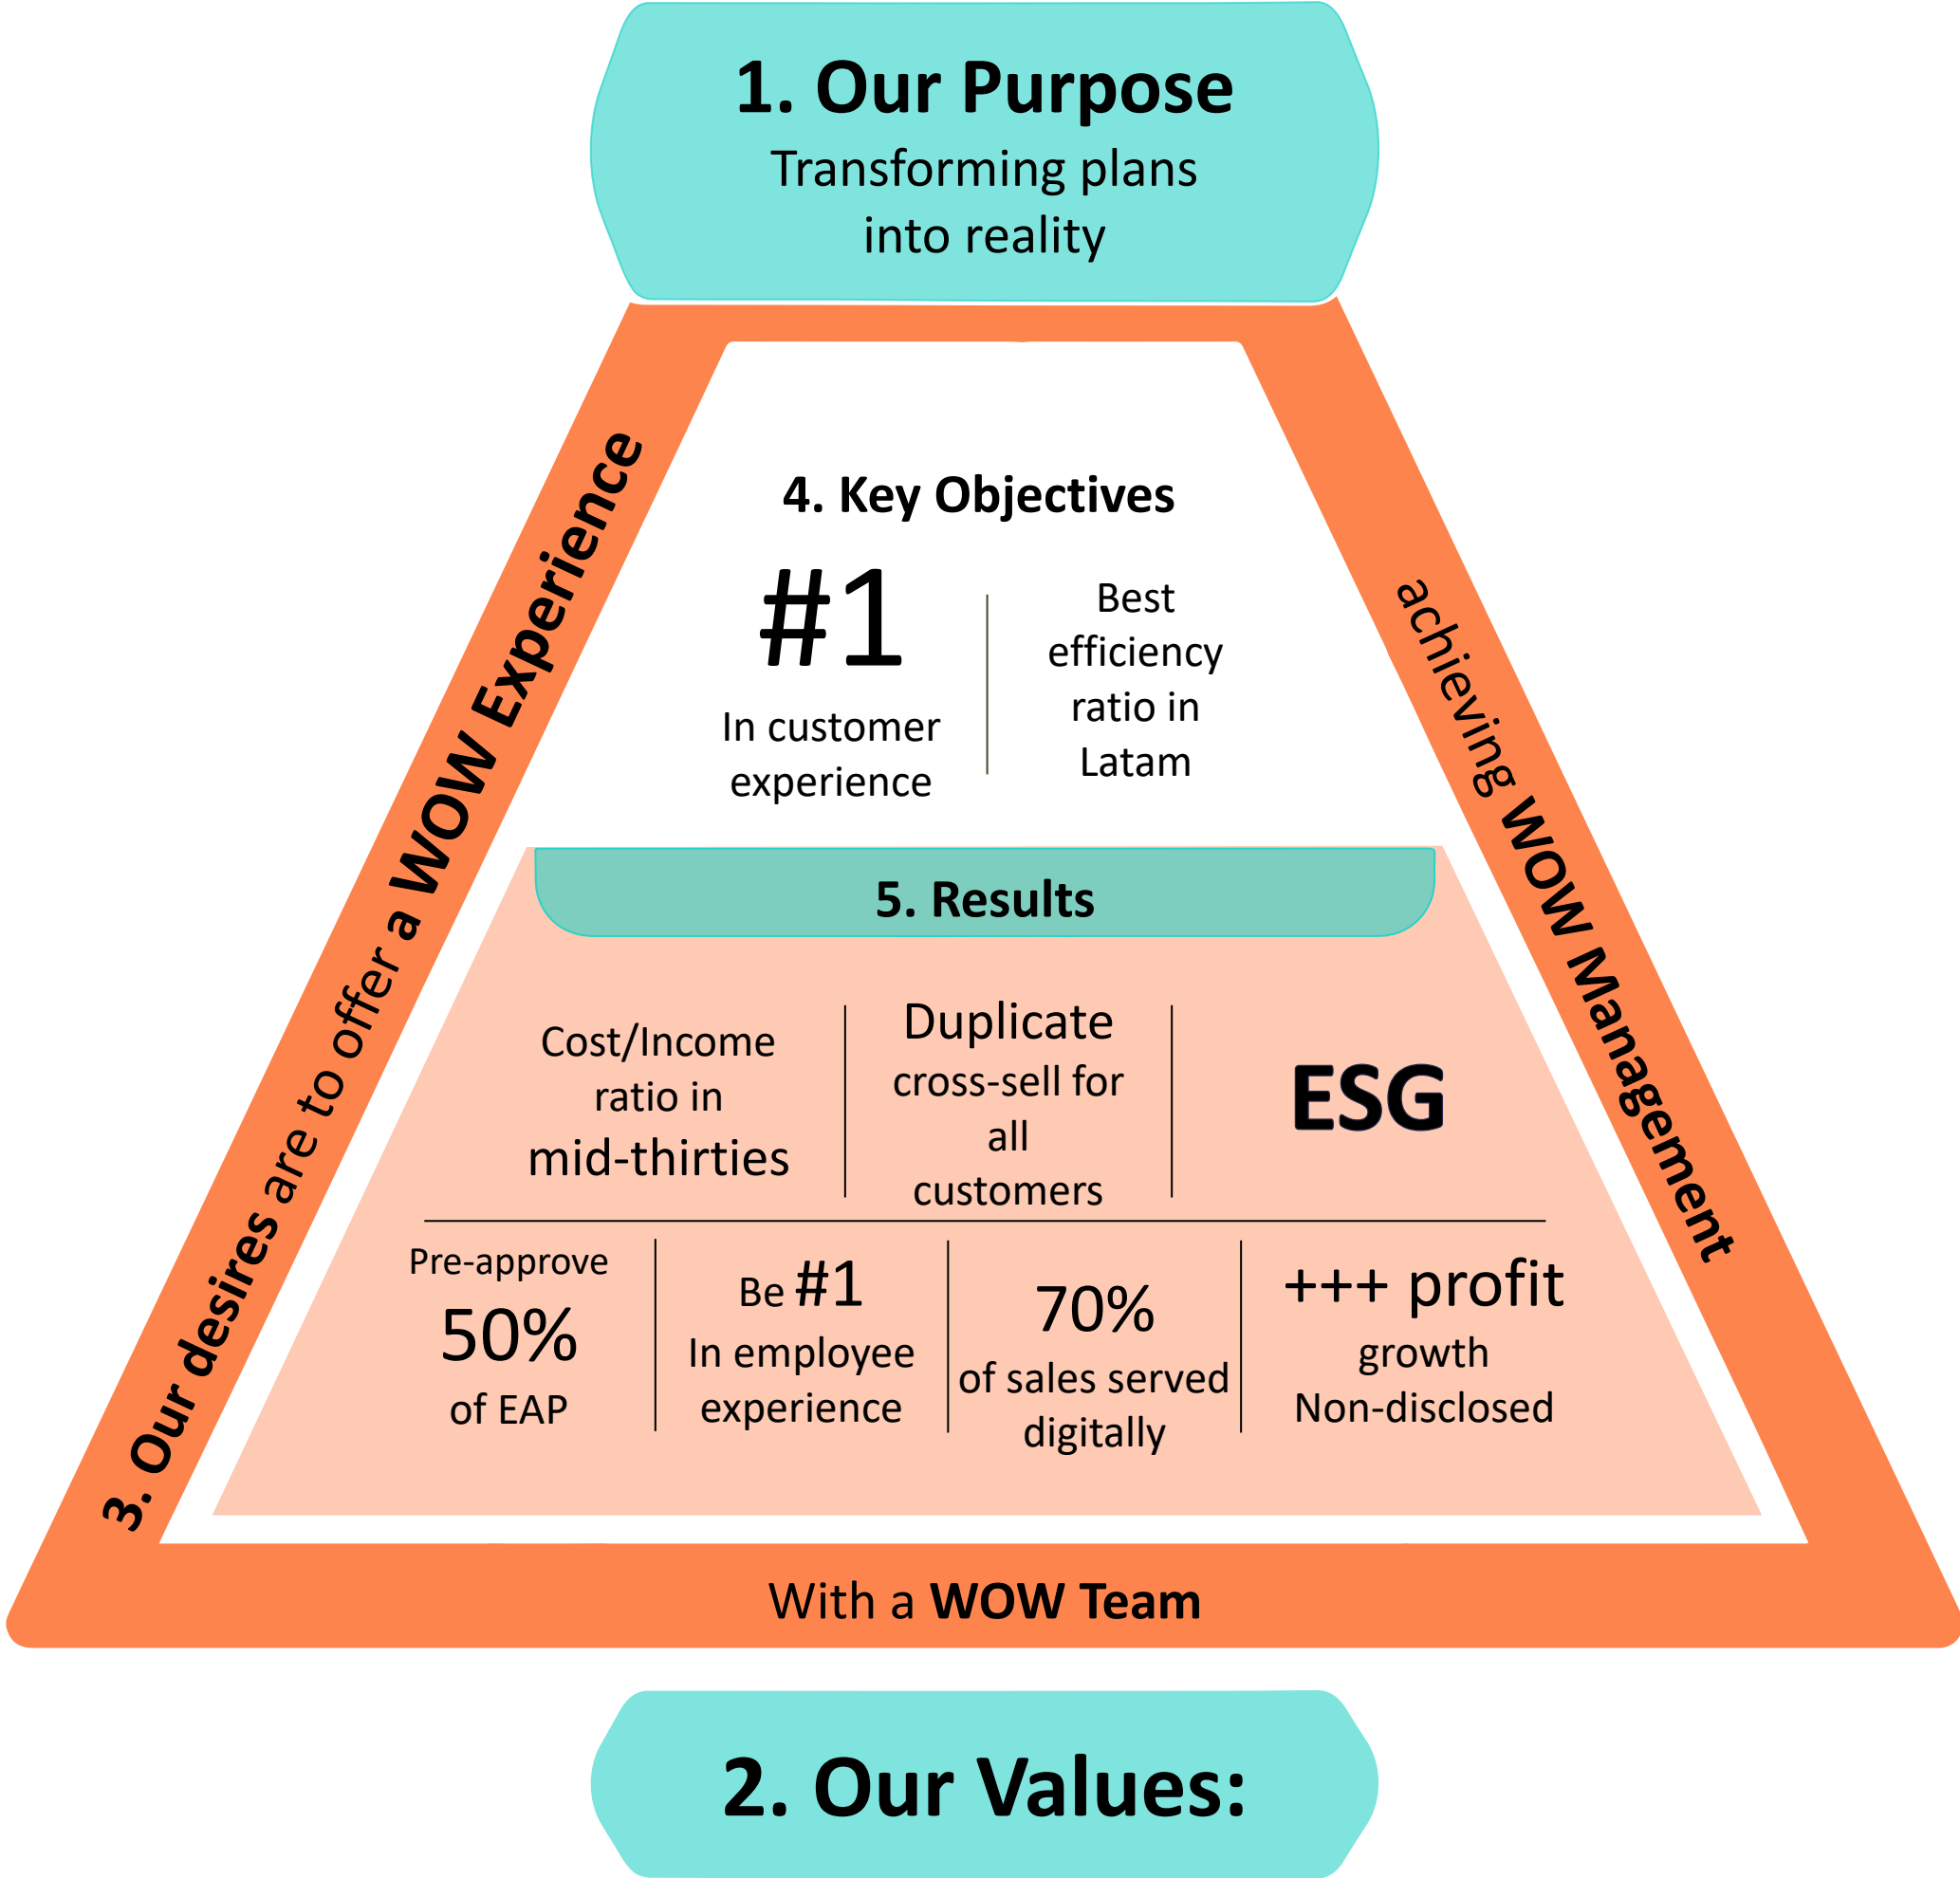 1. Our Purpose
Transforming plans
into reality
3. Our desires are to offer a WOW Experience
achieving WOW Management
4. Key Objectives
#1
In customer
experience
Best
efficiency
ratio in
Latam
5. Results
Cost/Income
ratio in
mid-thirties
Duplicate
cross-sell for
all
customers
ESG
Pre-approve
50%
of EAP
Be #1
In employee
experience
70%
of sales served
digitally
+++ profit
growth
Non-disclosed
With a WOW Team
2. Our Values: